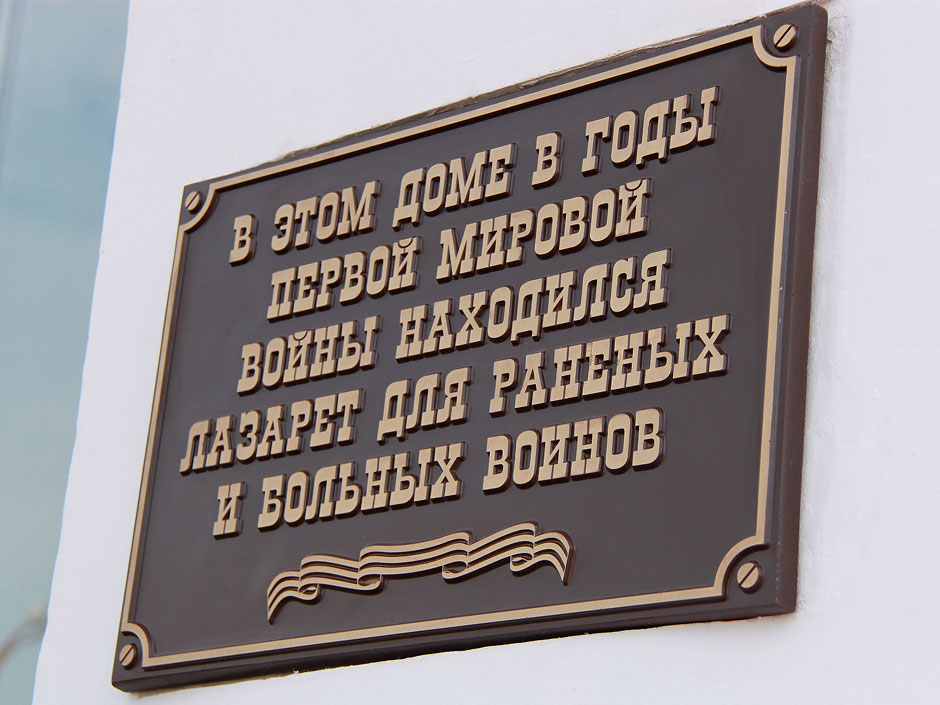 В ЭТОМ ДОМЕ В ГОДЫ
ПЕРВОЙ МИРОВОЙ
ВОЙНЫ НАХОДИЛСЯ
ЛАЗАРЕТ ДЛЯ РАНЕНЫХ
И БОЛЬНЫХ ВОИНОВ